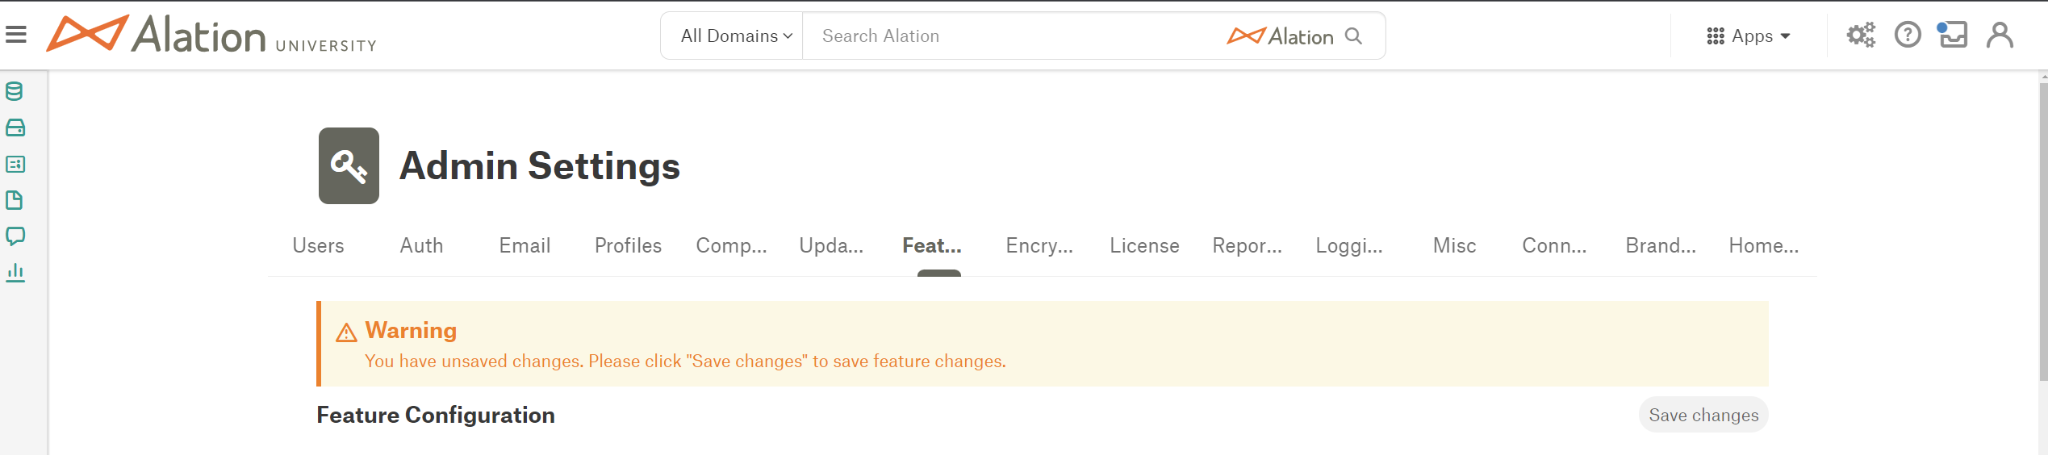 Alation UNIVERSITY
All Domains
Search Alation
Alation
Apps
Admin Settings
Users Auth Email Profiles Comp... Upda... Feat... Encry... License Repor... Loggi... Misc Conn... Brand... Home...
Warning
You have unsaved changes. Please click "Save changes" to save feature changes.
Feature Configuration
Save changes